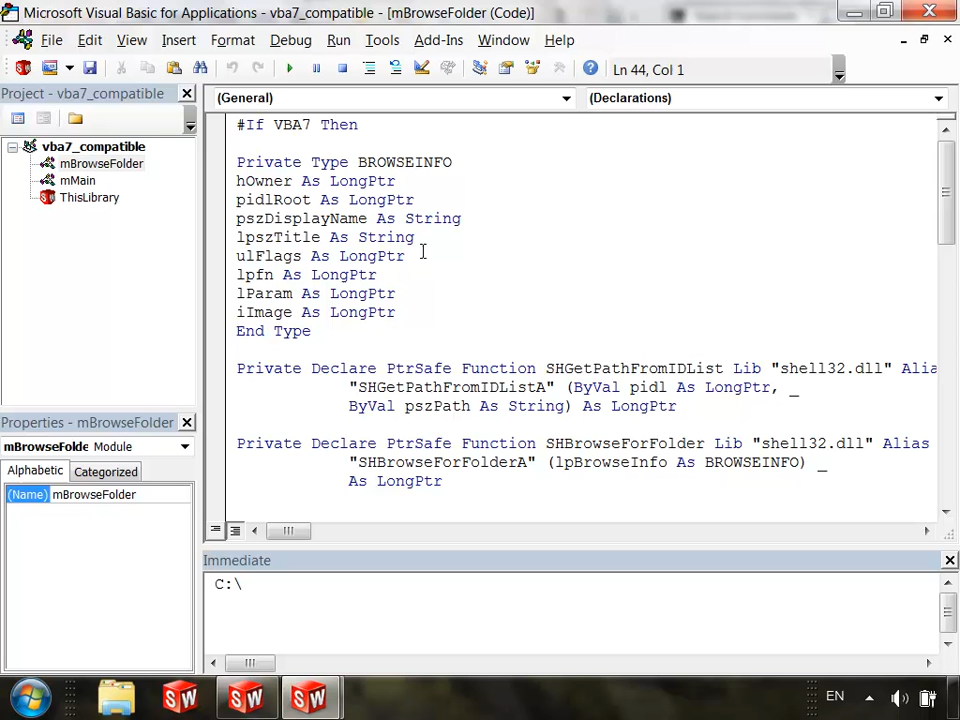 Microsoft Visual Basic for Applications - vba7_compatible - [mBrowseFolder (Code)]
File Edit View Insert Format Debug Run Tools Add-Ins Window Help
Ln 44, Col 1
Project - vba7_compatible
vba7_compatible
mBrowseFolder
mMain
ThisLibrary
Properties - mBrowseFolder
mBrowseFolde Module
Alphabetic Categorized
(Name) mBrowseFolder
(General) (Declarations)
#If VBA7 Then
Private Type BROWSEINFO
hOwner As LongPtr
pidlRoot As LongPtr
pszDisplayName As String
lpszTitle As String
ulFlags As LongPtr
lpfn As LongPtr
lParam As LongPtr
iImage As LongPtr
End Type
Private Declare PtrSafe Function SHGetPathFromIDList Lib "shell32.dll" Alia
"SHGetPathFromIDListA" (ByVal pidl As LongPtr, _
ByVal pszPath As String) As LongPtr
Private Declare PtrSafe Function SHBrowseForFolder Lib "shell32.dll" Alias
"SHBrowseForFolderA" (lpBrowseInfo As BROWSEINFO) _
As LongPtr
Immediate
C:\
SW SW SW
EN